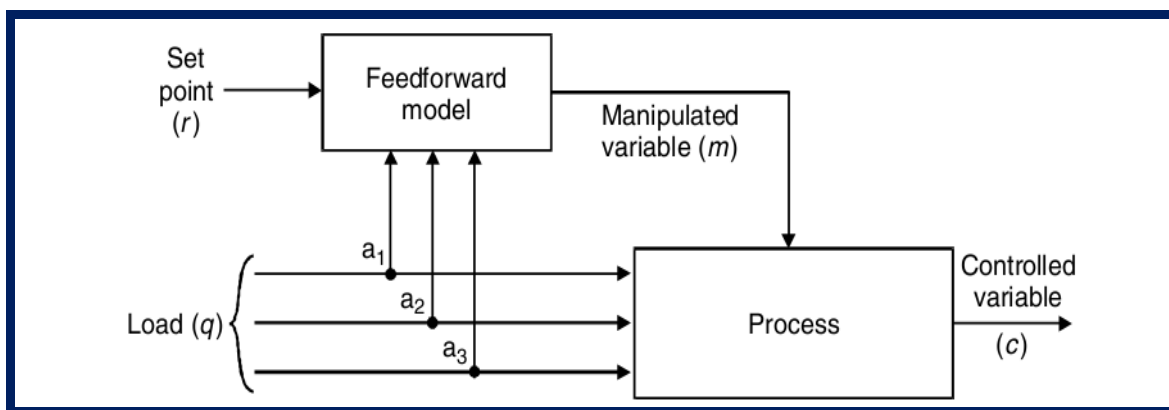 Set
point
(r)
Feedforward
model
Manipulated
variable (m)
a1
a2
a3
Load (q)
Process
Controlled
variable
(c)